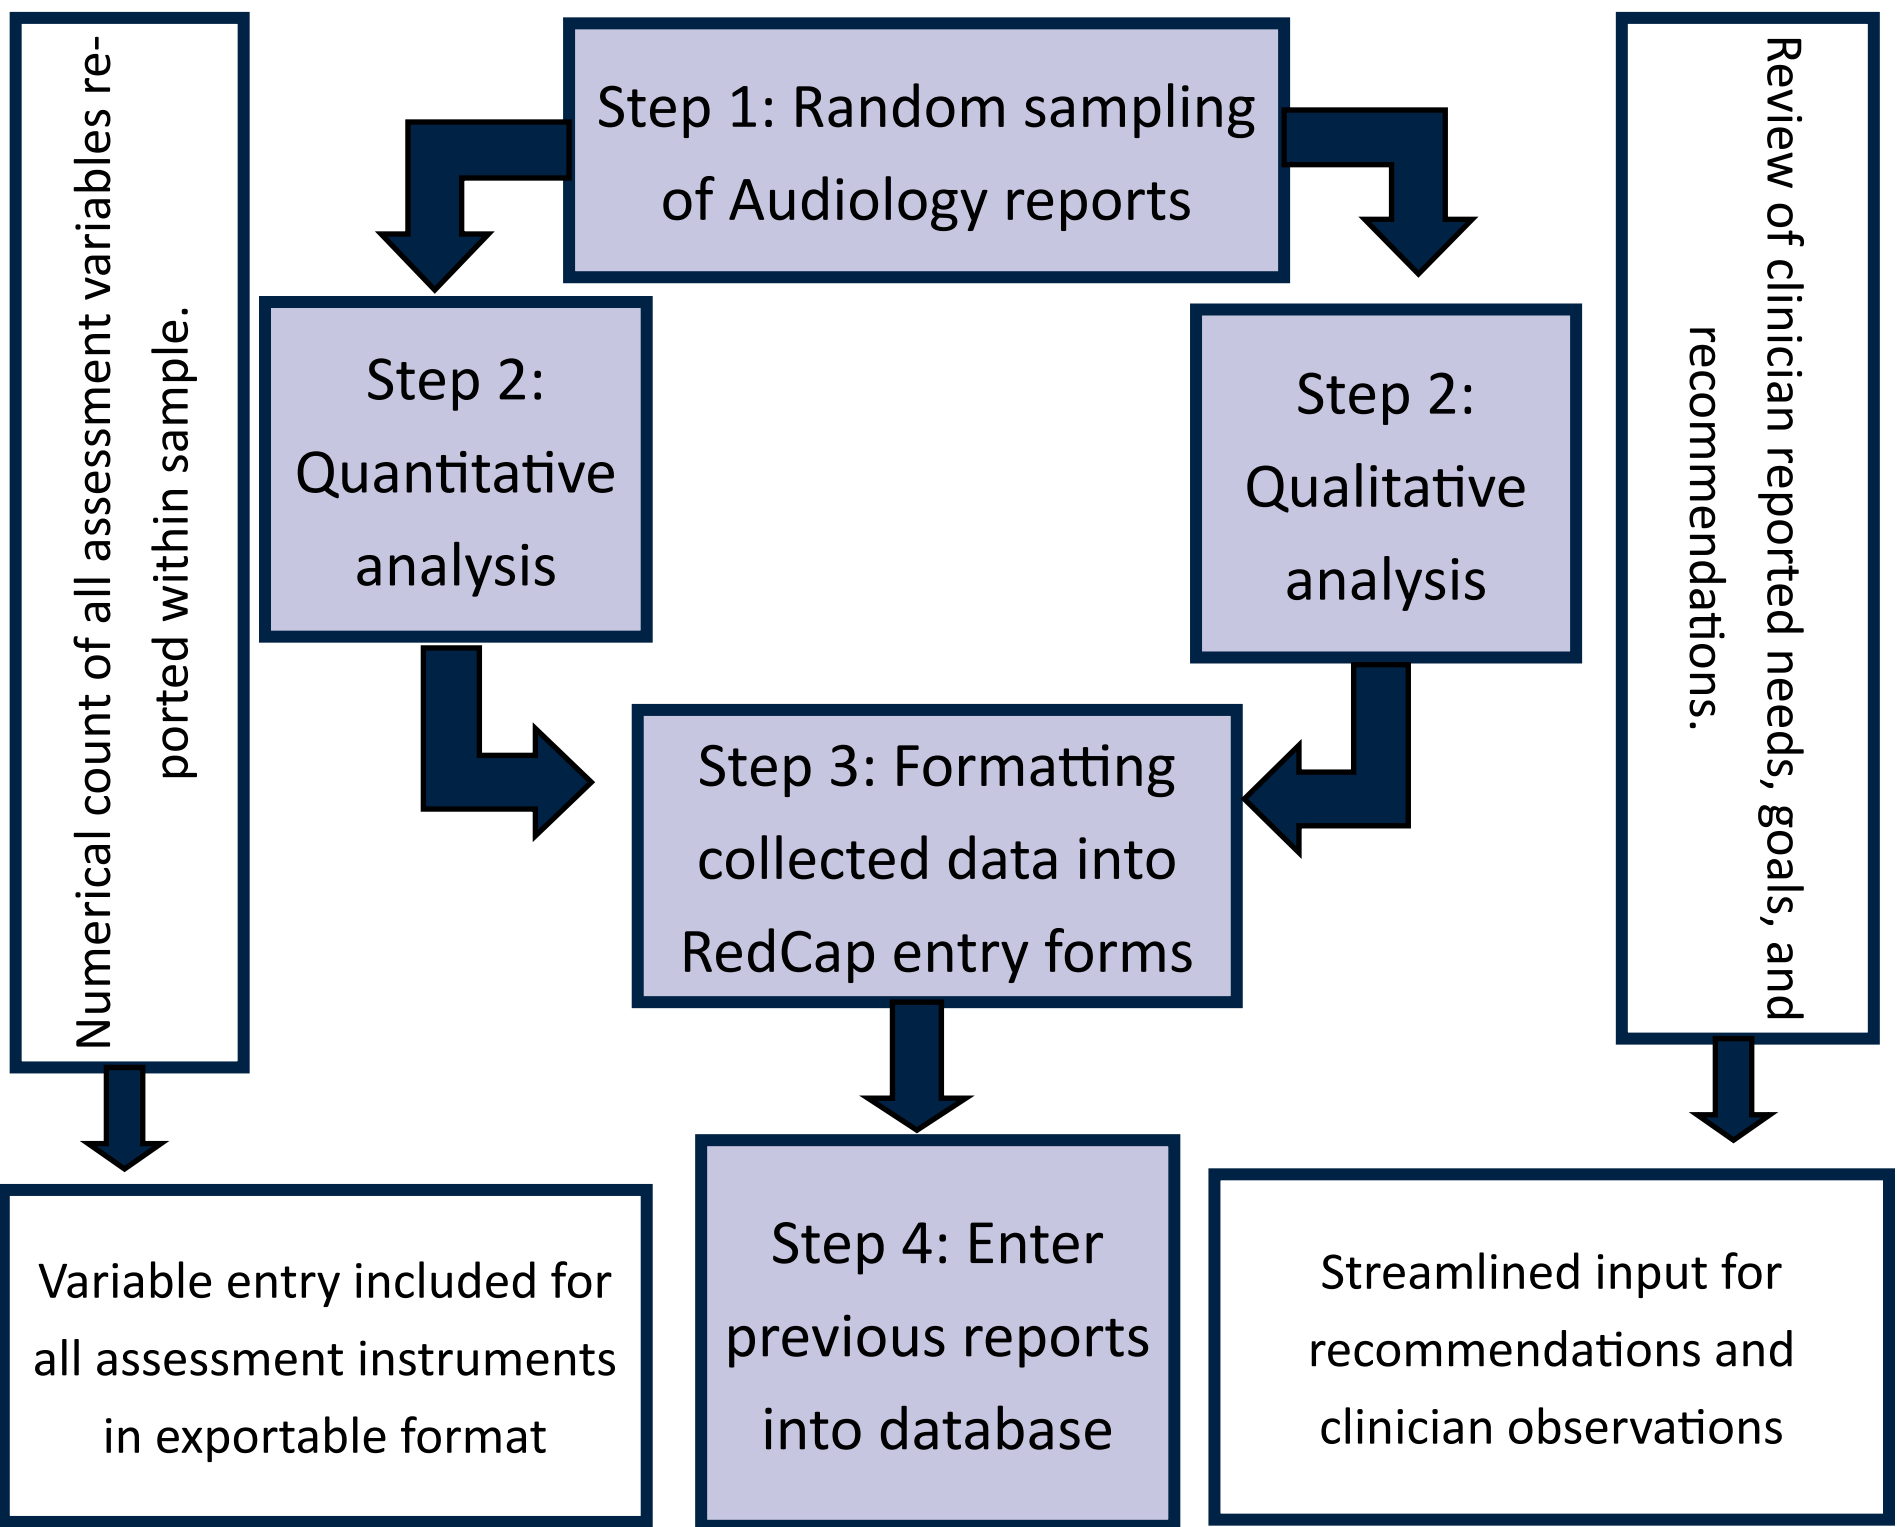 Numerical count of all assessment variables re-
ported within sample.
Step 1: Random sampling
of Audiology reports
Review of clinician reported needs, goals, and
recommendations.
Step 2:
Quantitative
analysis
Step 2:
Qualitative
analysis
Step 3: Formatting
collected data into
RedCap entry forms
Variable entry included for
all assessment instruments
in exportable format
Step 4: Enter
previous reports
into database
Streamlined input for
recommendations and
clinician observations